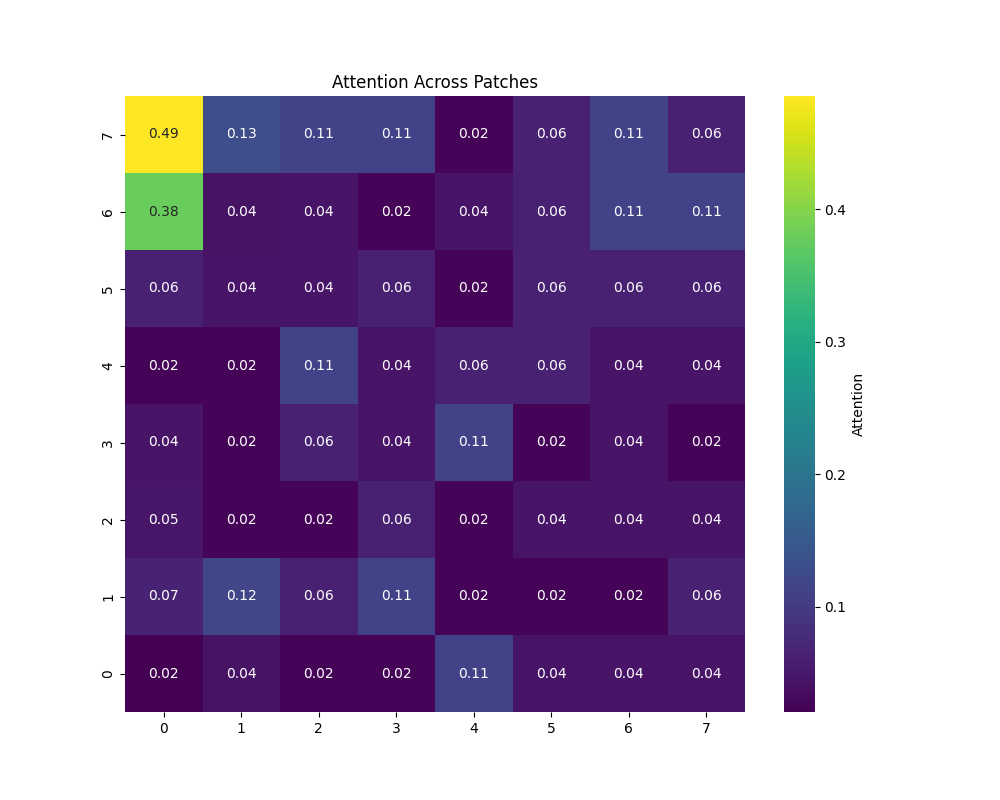 Attention Across Patches
7 0.49 0.13 0.11 0.11 0.02 0.06 0.11 0.06
6 0.38 0.04 0.04 0.02 0.04 0.06 0.11 0.11
5 0.06 0.04 0.04 0.06 0.02 0.06 0.06 0.06
4 0.02 0.02 0.11 0.04 0.06 0.06 0.04 0.04
3 0.04 0.02 0.06 0.04 0.11 0.02 0.04 0.02
2 0.05 0.02 0.02 0.06 0.02 0.04 0.04 0.04
1 0.07 0.12 0.06 0.11 0.02 0.02 0.02 0.06
0 0.02 0.04 0.02 0.02 0.11 0.04 0.04 0.04
0 1 2 3 4 5 6 7
0.4
0.3
0.2
0.1
Attention